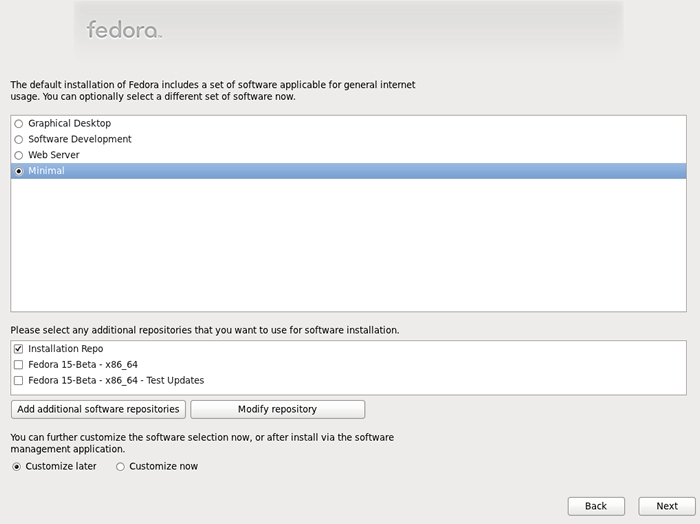 fedora
The default installation of Fedora includes a set of software applicable for general internet
usage. You can optionally select a different set of software now.
Graphical Desktop
Software Development
Web Server
Minimal
Please select any additional repositories that you want to use for software installation.
Installation Repo
Fedora 15-Beta - x86_64
Fedora 15-Beta - x86_64 - Test Updates
Add additional software repositories
Modify repository
You can further customize the software selection now, or after install via the software
management application.
Customize later
Customize now
Back
Next